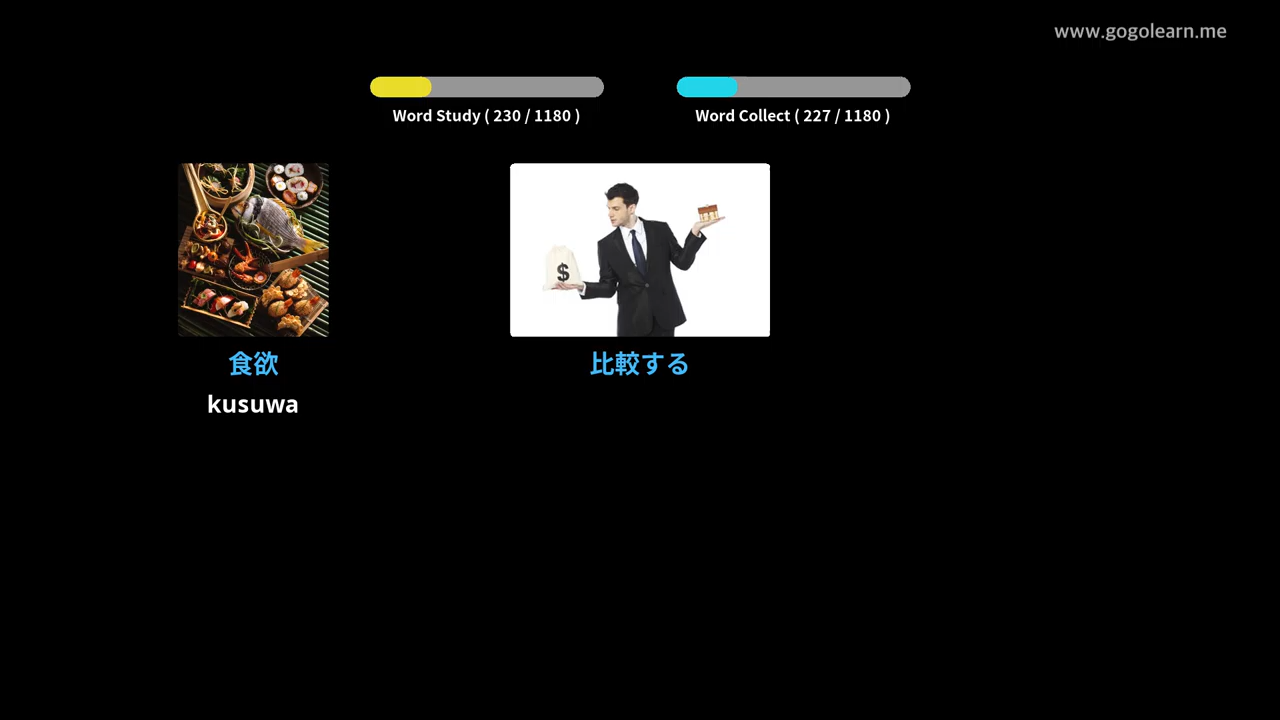 www.gogolearn.me
Word Study ( 230 / 1180 )
Word Collect ( 227 / 1180 )
$
食欲
比較する
kusuwa